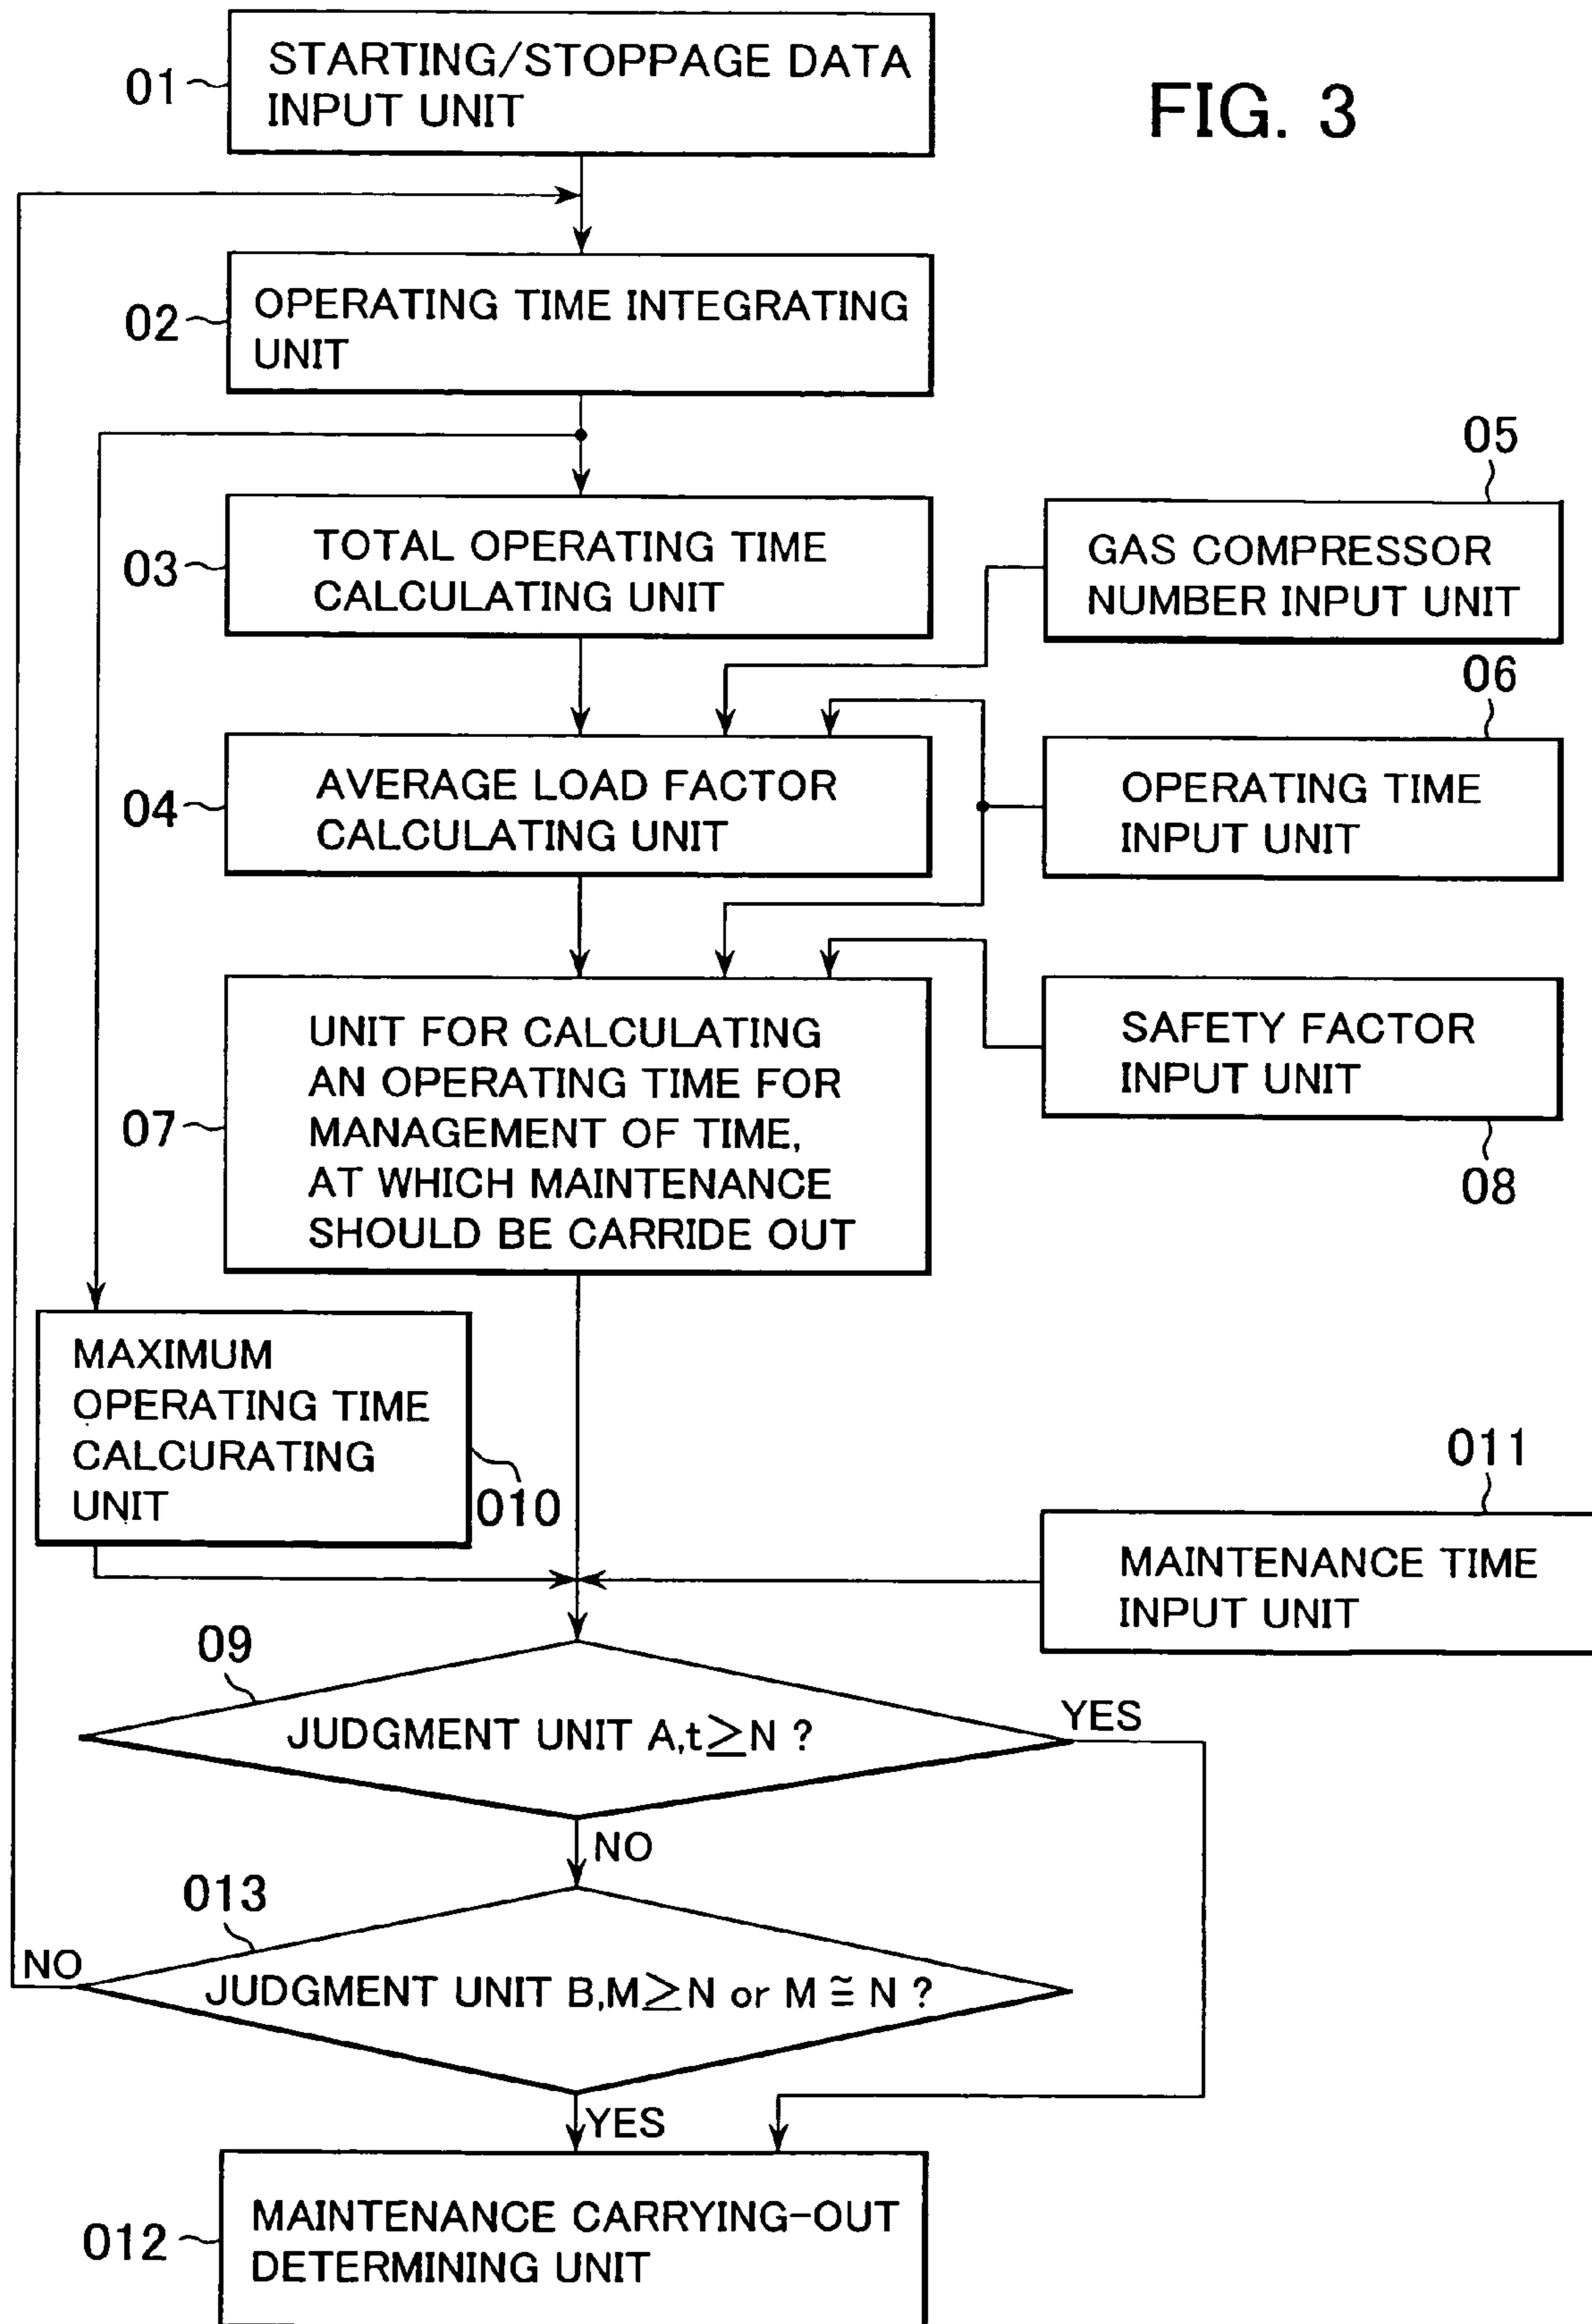 FIG. 3
01
STARTING/STOPPAGE DATA
INPUT UNIT
02
OPERATING TIME INTEGRATING
UNIT
03
TOTAL OPERATING TIME
CALCULATING UNIT
05
GAS COMPRESSOR
NUMBER INPUT UNIT
04
AVERAGE LOAD FACTOR
CALCULATING UNIT
06
OPERATING TIME
INPUT UNIT
07
UNIT FOR CALCULATING
AN OPERATING TIME FOR
MANAGEMENT OF TIME,
AT WHICH MAINTENANCE
SHOULD BE CARRIDE OUT
SAFETY FACTOR
INPUT UNIT
08
MAXIMUM
OPERATING TIME
CALCURATING
UNIT
010
011
MAINTENANCE TIME
INPUT UNIT
09
JUDGMENT UNIT A,t≧N ?
YES
NO
013
NO
JUDGMENT UNIT B,M≧N or M ≅ N ?
YES
012
MAINTENANCE CARRYING-OUT
DETERMINING UNIT